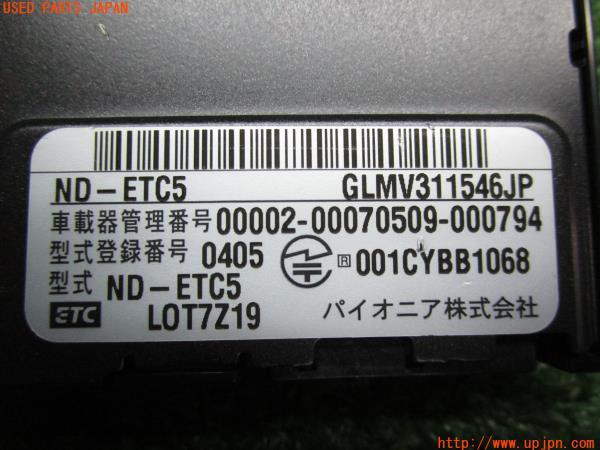 USED PARTS JAPAN
ND-ETC5 GLMV311546JP
車載器管理番号 00002-00070509-000794
型式登録番号 0405 R 001CYBB1068
型式 ND-ETC5
ETC LOT7Z19 パイオニア株式会社
http://www.upjpn.com/